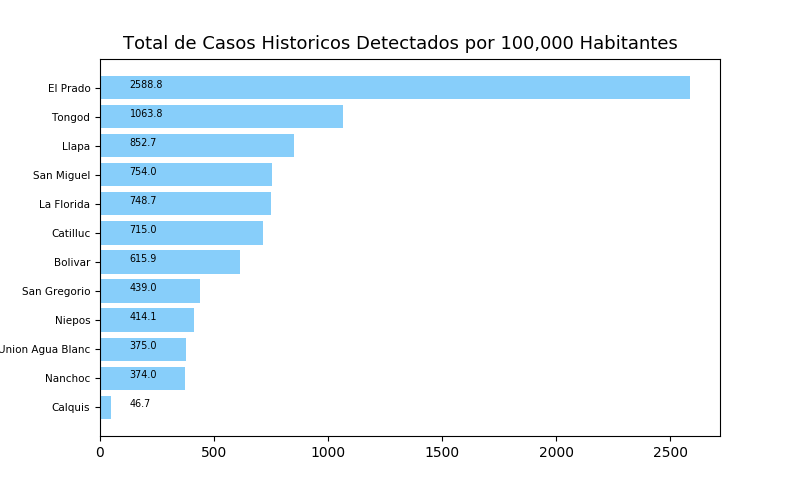 Total de Casos Historicos Detectados por 100,000 Habitantes
El Prado 2588.8
Tongod 1063.8
Llapa 852.7
San Miguel 754.0
La Florida 748.7
Catilluc 715.0
Bolivar 615.9
San Gregorio 439.0
Niepos 414.1
Union Agua Blanc 375.0
Nanchoc 374.0
Calquis 46.7
0 500 1000 1500 2000 2500